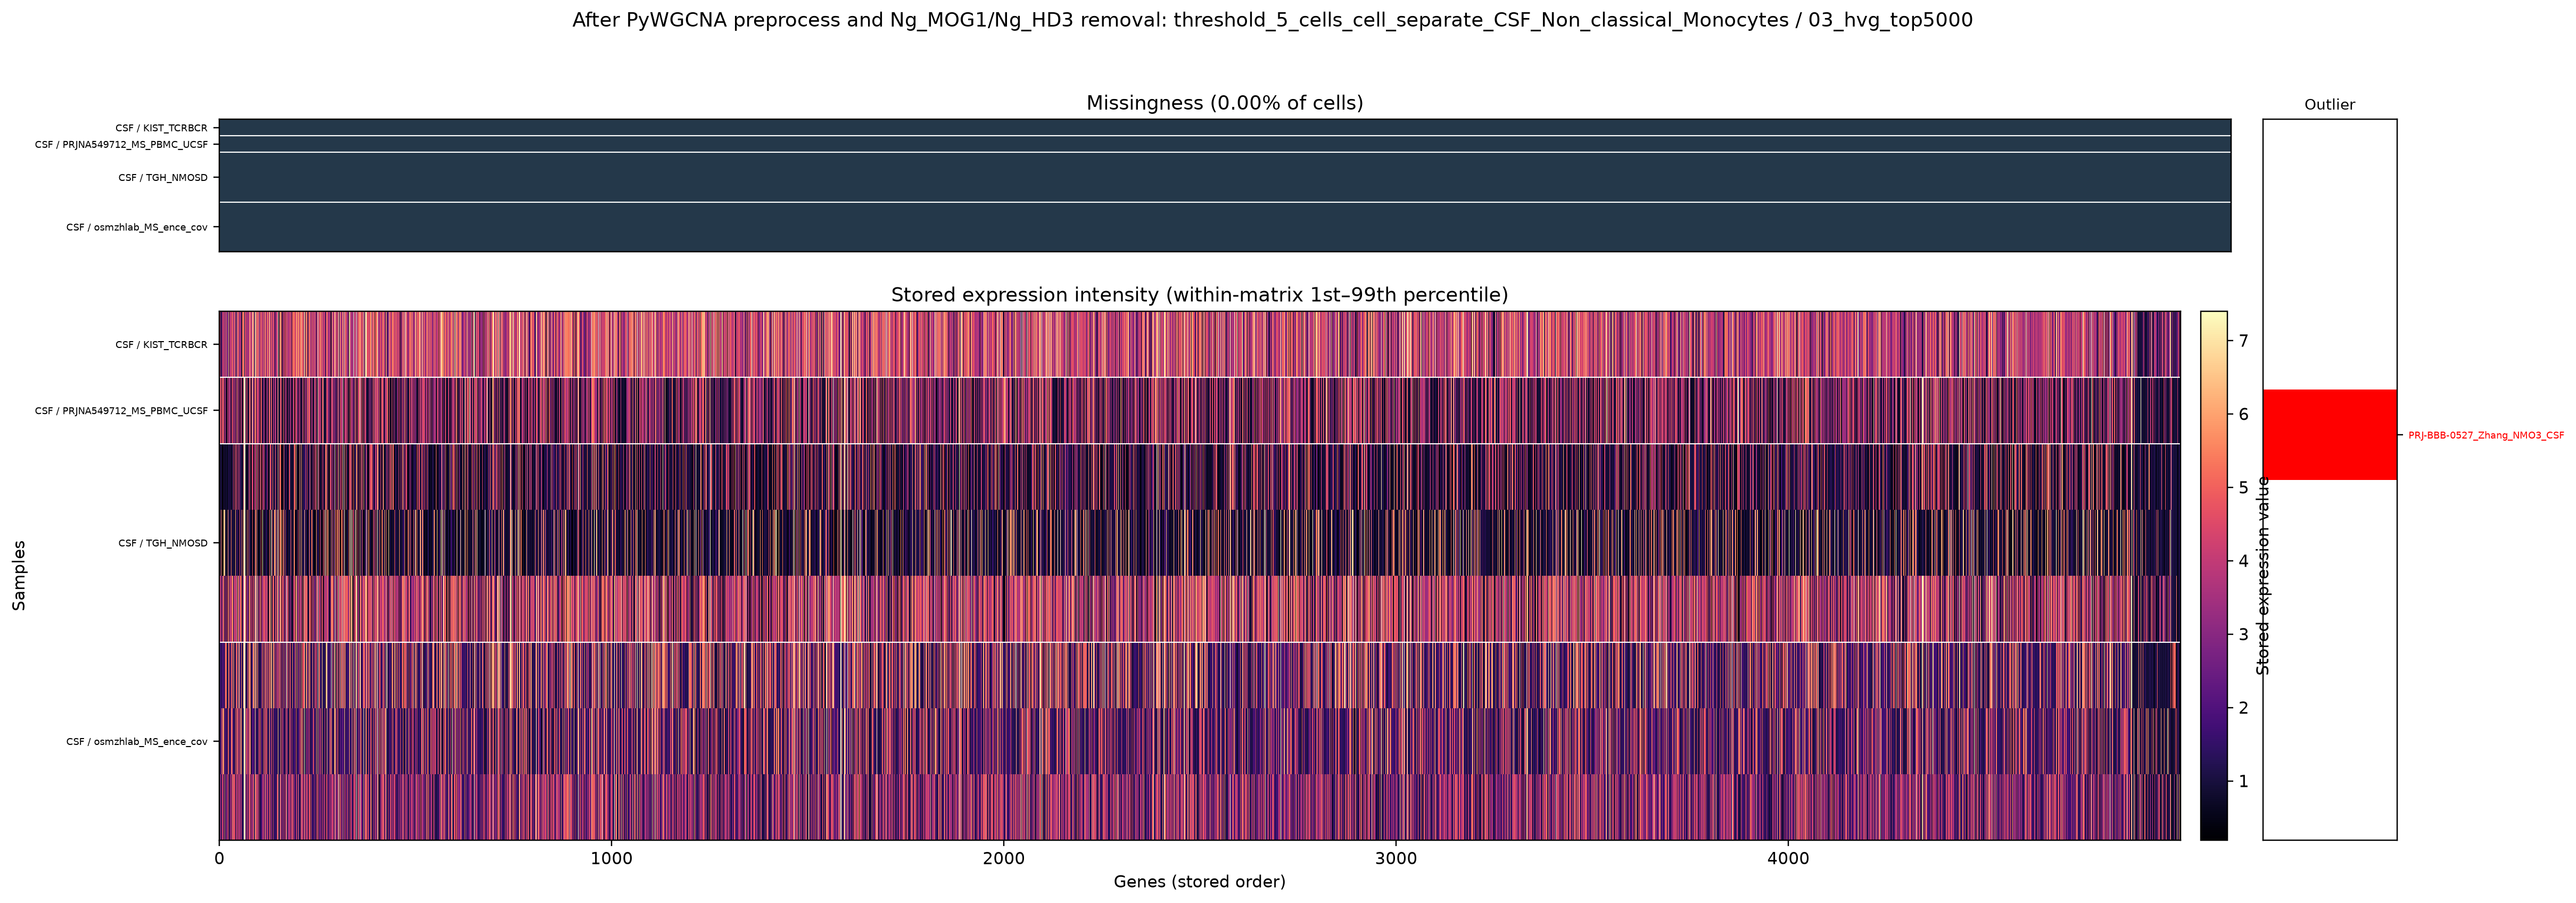 After PyWGCNA preprocess and Ng_MOG1/Ng_HD3 removal: threshold_5_cells_cell_separate_CSF_Non_classical_Monocytes / 03_hvg_top5000
Missingness (0.00% of cells)
Outlier
CSF / KIST_TCRBCR
CSF / PRJNA549712_MS_PBMC_UCSF
CSF / TGH_NMOSD
CSF / osmzhlab_MS_ence_cov
Stored expression intensity (within-matrix 1st–99th percentile)
CSF / KIST_TCRBCR
CSF / PRJNA549712_MS_PBMC_UCSF
CSF / TGH_NMOSD
CSF / osmzhlab_MS_ence_cov
Samples
0 1000 2000 3000 4000
Genes (stored order)
7
6
5
4
3
2
1
Stored expression value
PRJ-BBB-0527_Zhang_NMO3_CSF